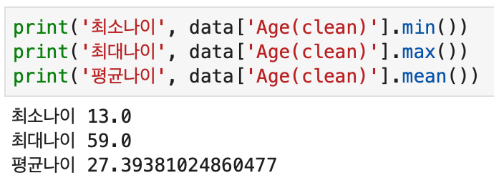 print('최소나이', data['Age(clean)'].min())
print('최대나이', data['Age(clean)'].max())
print('평균나이', data['Age(clean)'].mean())
최소나이 13.0
최대나이 59.0
평균나이 27.39381024860477